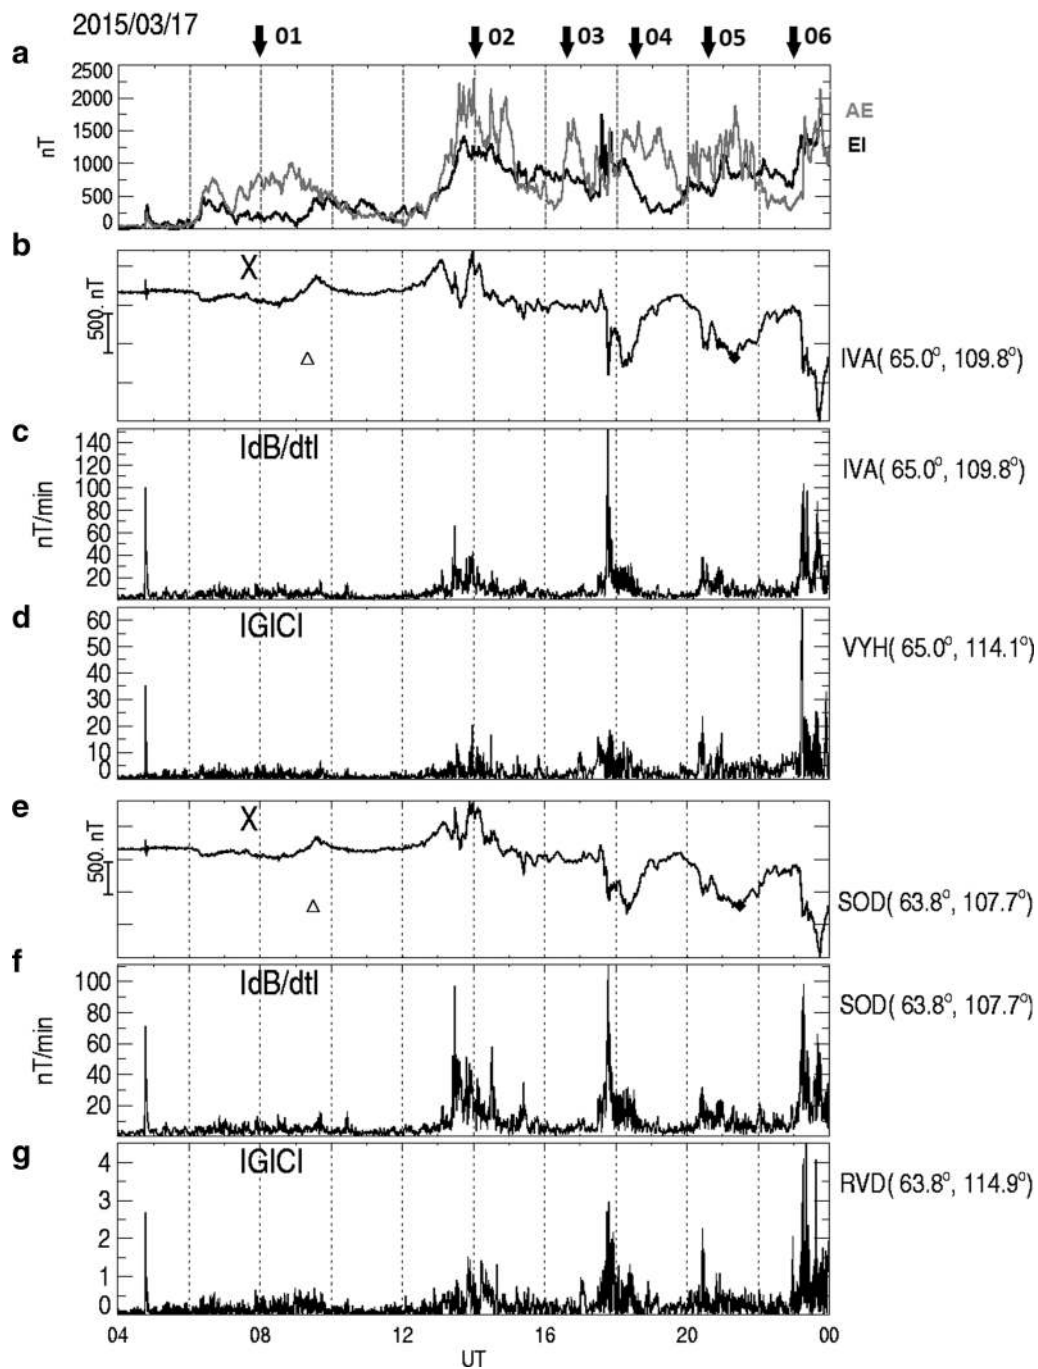 2015/03/17
01 02 03 04 05 06
a
2500
2000
1500
1000
500
0
nT
AE
EI
b
X
500. nT
IVA( 65.0°, 109.8°)
c
|dB/dt|
140
120
100
80
60
40
20
nT/min
IVA( 65.0°, 109.8°)
d
|GIC|
60
50
40
30
20
10
0
VYH( 65.0°, 114.1°)
e
X
500. nT
SOD( 63.8°, 107.7°)
f
|dB/dt|
100
80
60
40
20
nT/min
SOD( 63.8°, 107.7°)
g
|GIC|
4
3
2
1
0
RVD( 63.8°, 114.9°)
04 08 12 16 20 00
UT